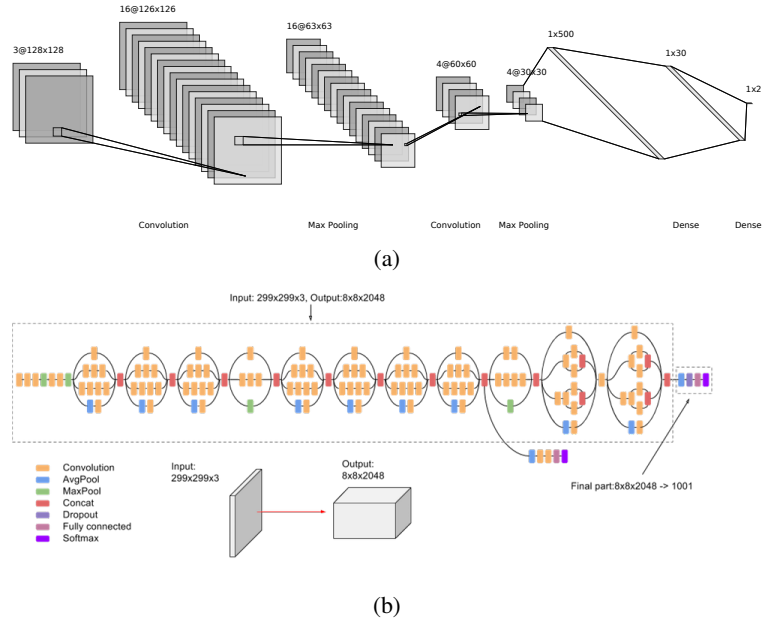 3@128x128
16@126x126
16@63x63
4@60x60
4@30x30
1x500
1x30
1x2
Convolution
Max Pooling
Convolution
Max Pooling
Dense
Dense
(a)
Input: 299x299x3, Output:8x8x2048
Convolution
AvgPool
MaxPool
Concat
Dropout
Fully connected
Softmax
Input:
299x299x3
Output:
8x8x2048
Final part:8x8x2048 -> 1001
(b)